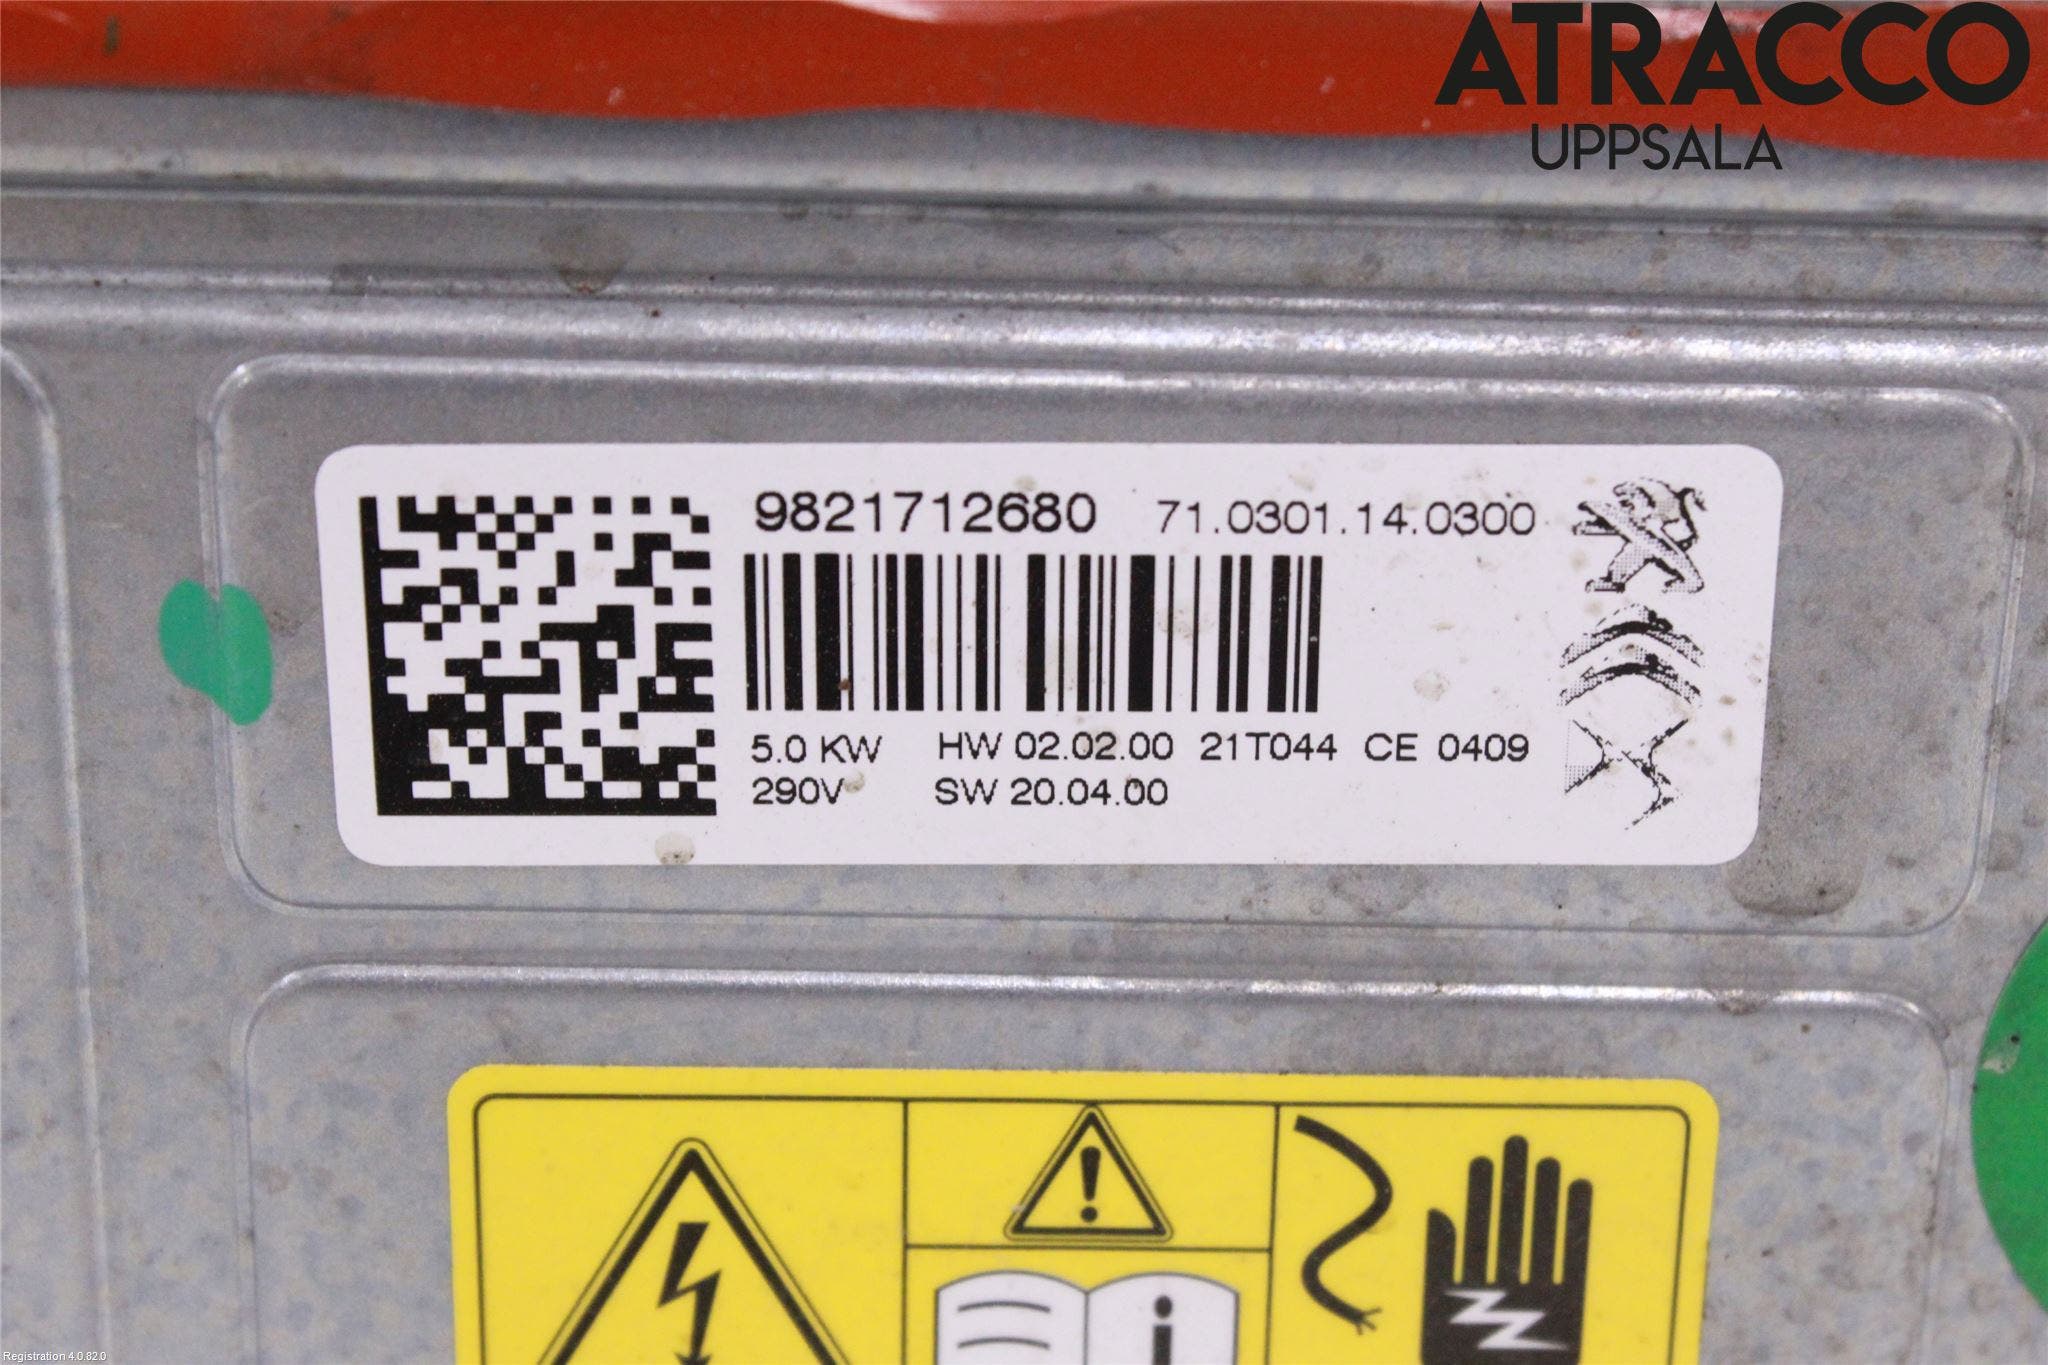 ATRACCO
UPPSALA
9821712680 71.0301.14.0300
5.0 KW HW 02.02.00 21T044 CE 0409
290V SW 20.04.00
i
Registration 4.0.82.0